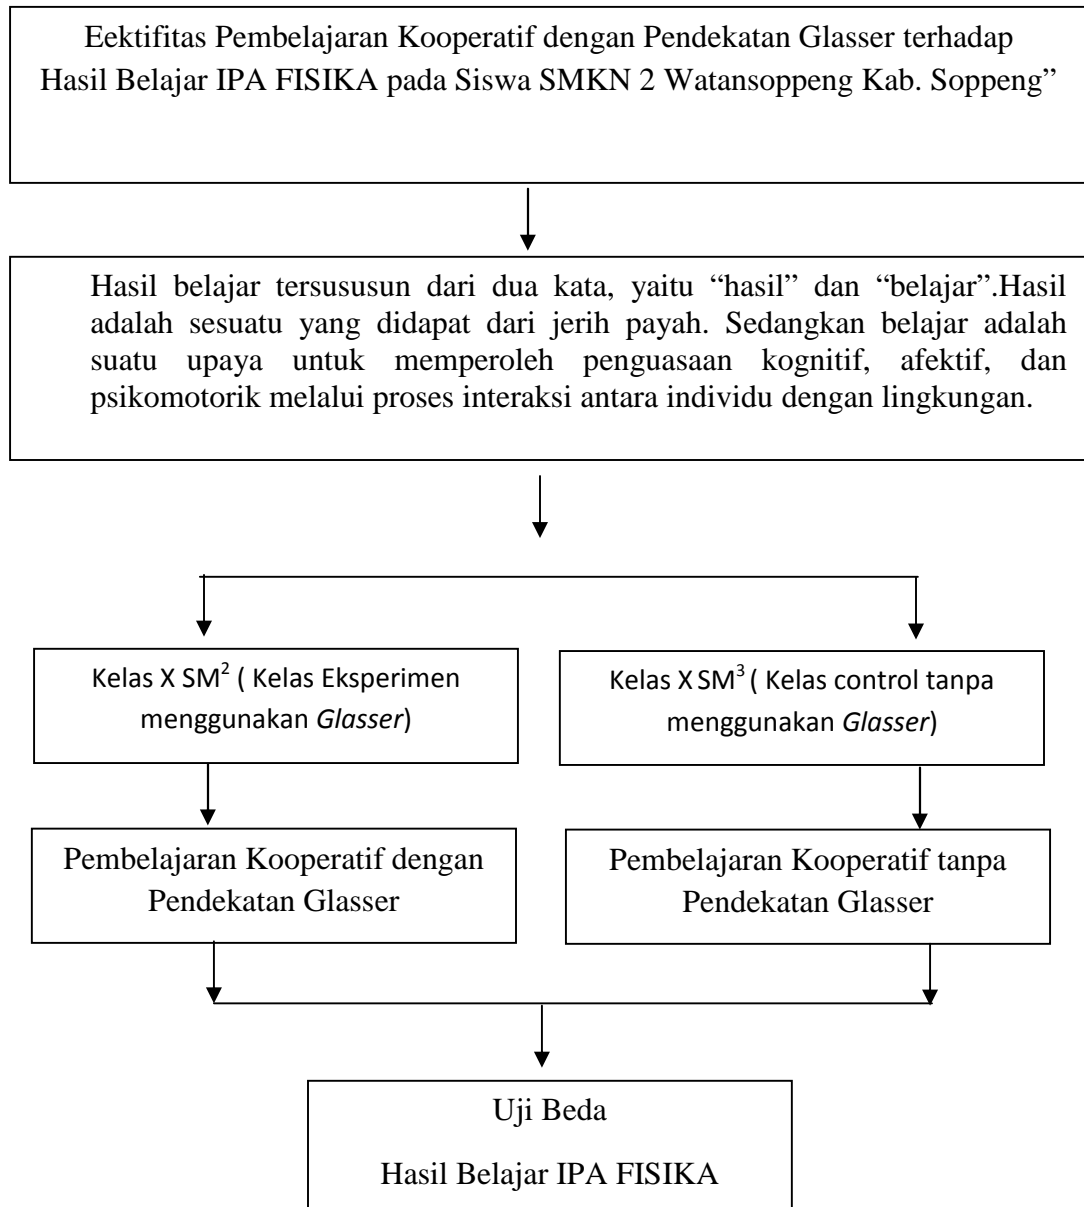 Eektifitas Pembelajaran Kooperatif dengan Pendekatan Glasser terhadap
Hasil Belajar IPA FISIKA pada Siswa SMKN 2 Watansoppeng Kab. Soppeng”
Hasil belajar tersususun dari dua kata, yaitu “hasil” dan “belajar”.Hasil
adalah sesuatu yang didapat dari jerih payah. Sedangkan belajar adalah
suatu upaya untuk memperoleh penguasaan kognitif, afektif, dan
psikomotorik melalui proses interaksi antara individu dengan lingkungan.
Kelas X SM² ( Kelas Eksperimen
menggunakan Glasser)
Kelas X SM³ ( Kelas control tanpa
menggunakan Glasser)
Pembelajaran Kooperatif dengan
Pendekatan Glasser
Pembelajaran Kooperatif tanpa
Pendekatan Glasser
Uji Beda
Hasil Belajar IPA FISIKA